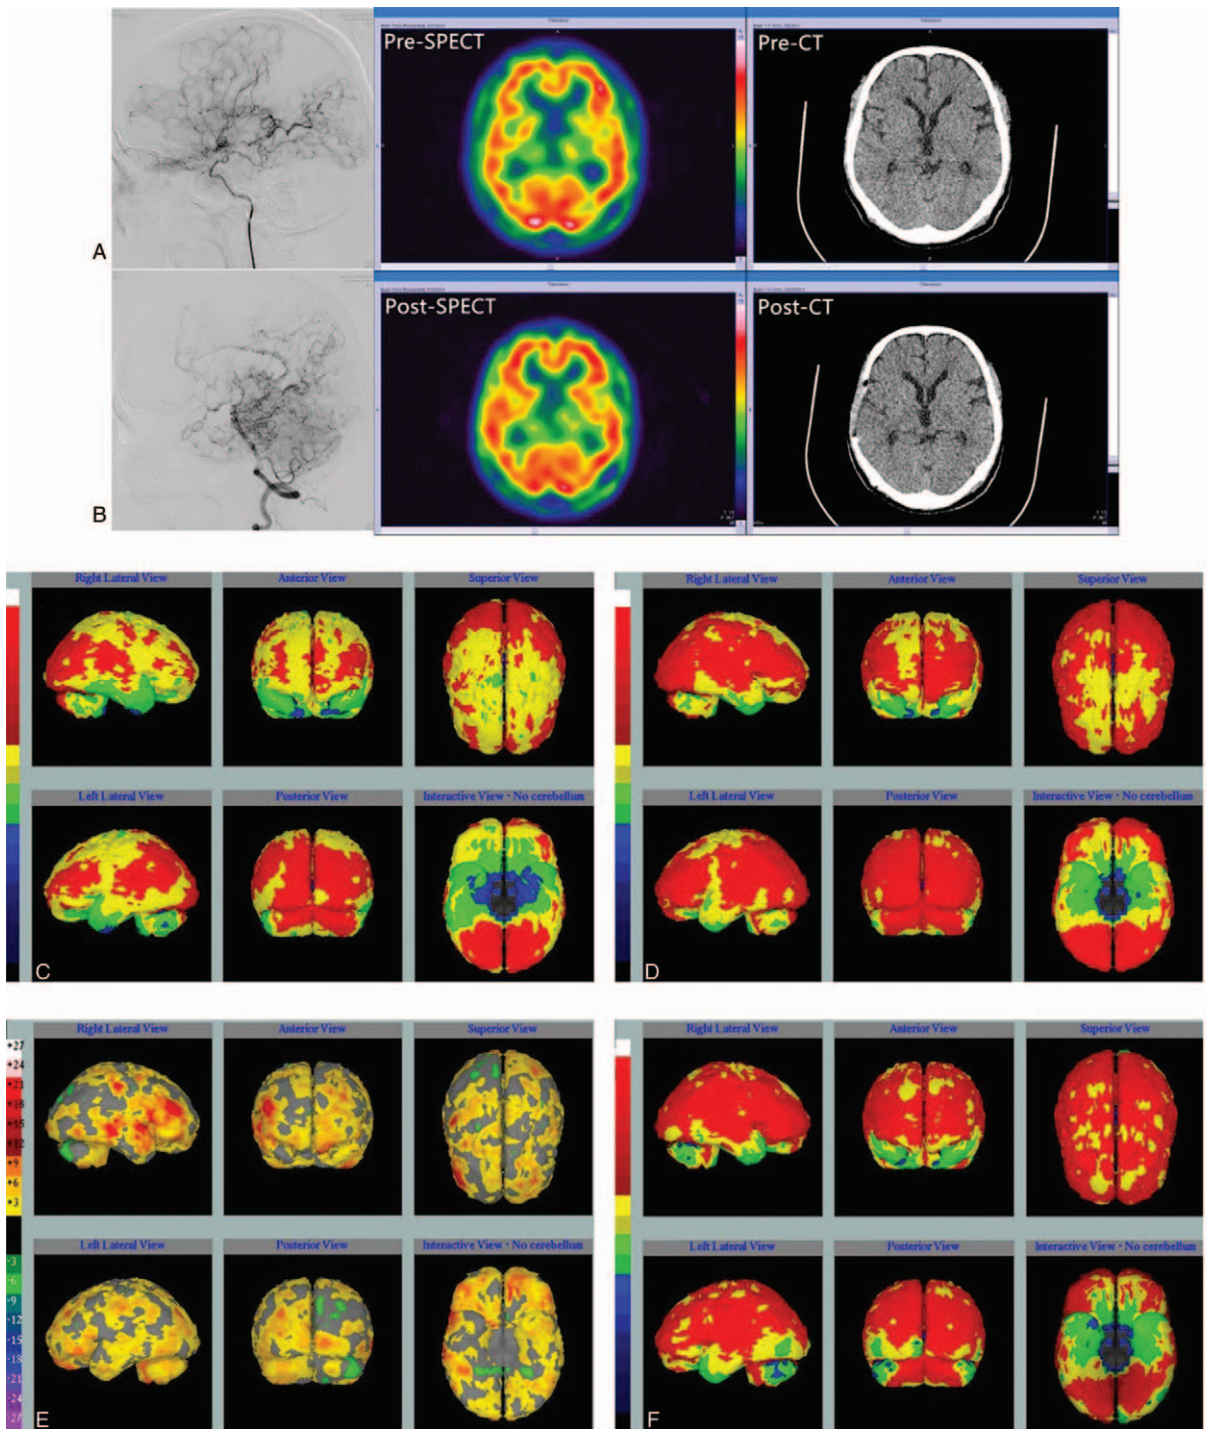 Pre-SPECT
Pre-CT
A
Post-SPECT
Post-CT
B
Right Lateral View
Anterior View
Superior View
Left Lateral View
Posterior View
Interactive View - No cerebellum
C
Right Lateral View
Anterior View
Superior View
Left Lateral View
Posterior View
Interactive View - No cerebellum
D
Right Lateral View
Anterior View
Superior View
+27
+24
+21
+18
+15
+12
+9
+6
+3
Left Lateral View
Posterior View
Interactive View - No cerebellum
-3
-6
-9
-12
-15
-18
-21
-24
-27
E
Right Lateral View
Anterior View
Superior View
Left Lateral View
Posterior View
Interactive View - No cerebellum
F